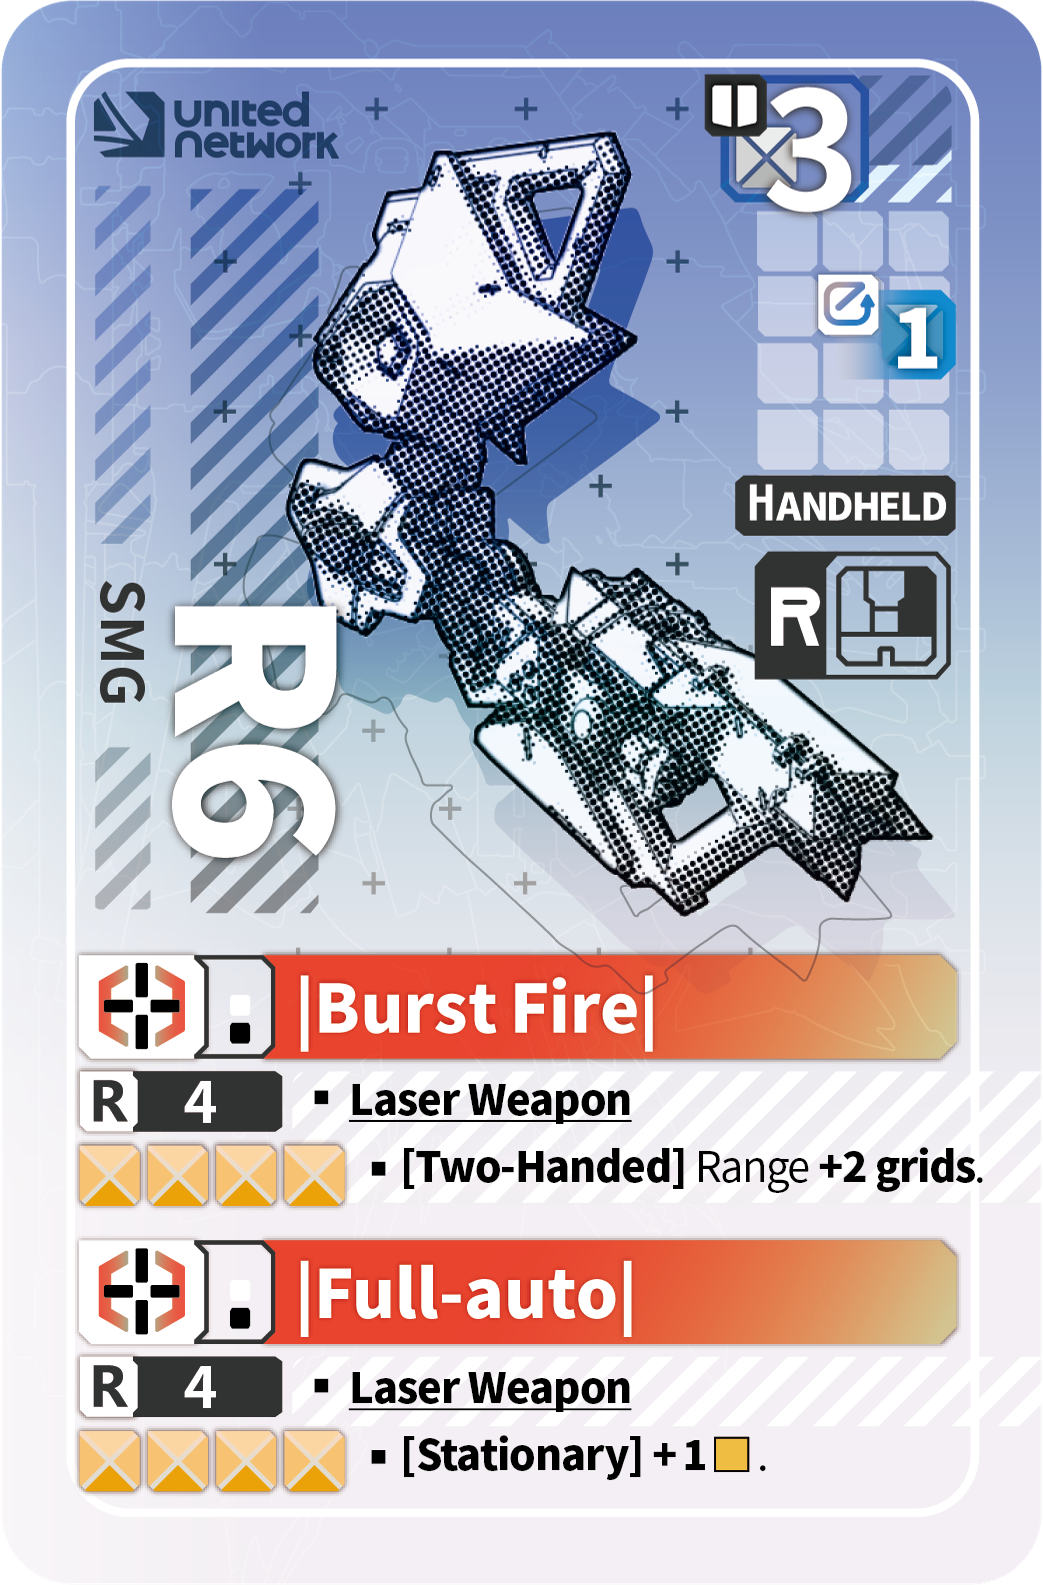 united
network
3
1
HANDHELD
R
SMG
R6
|Burst Fire|
R 4
▪ Laser Weapon
▪ [Two-Handed] Range +2 grids.
|Full-auto|
R 4
▪ Laser Weapon
▪ [Stationary] + 1 .